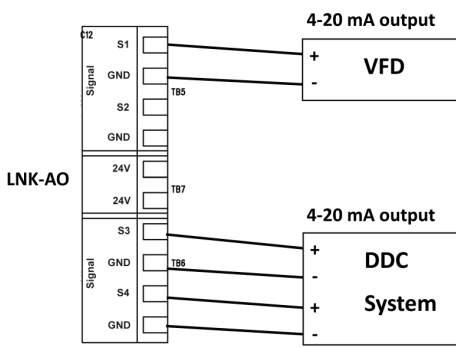 4-20 mA output
C12
S1
+
VFD
GND
-
Signal
TB5
S2
GND
LNK-AO
24V
TB7
24V
4-20 mA output
S3
+
DDC
GND
TB6
-
Signal
S4
+
System
GND
-